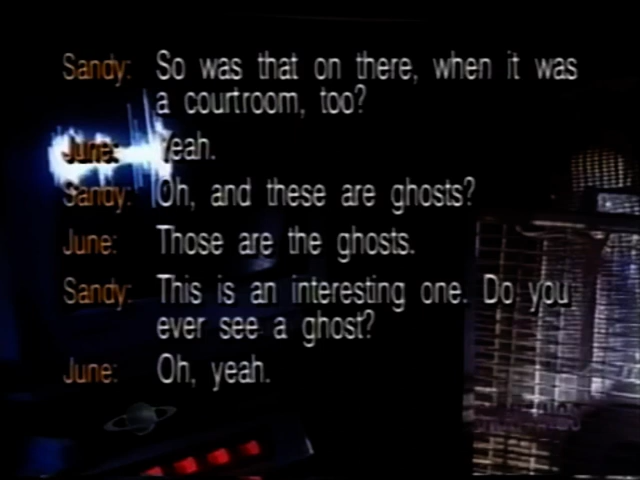 Sandy: So was that on there, when it was
a courtroom, too?
June: Yeah.
Sandy: Oh, and these are ghosts?
June: Those are the ghosts.
Sandy: This is an interesting one. Do you
ever see a ghost?
June: Oh, yeah.